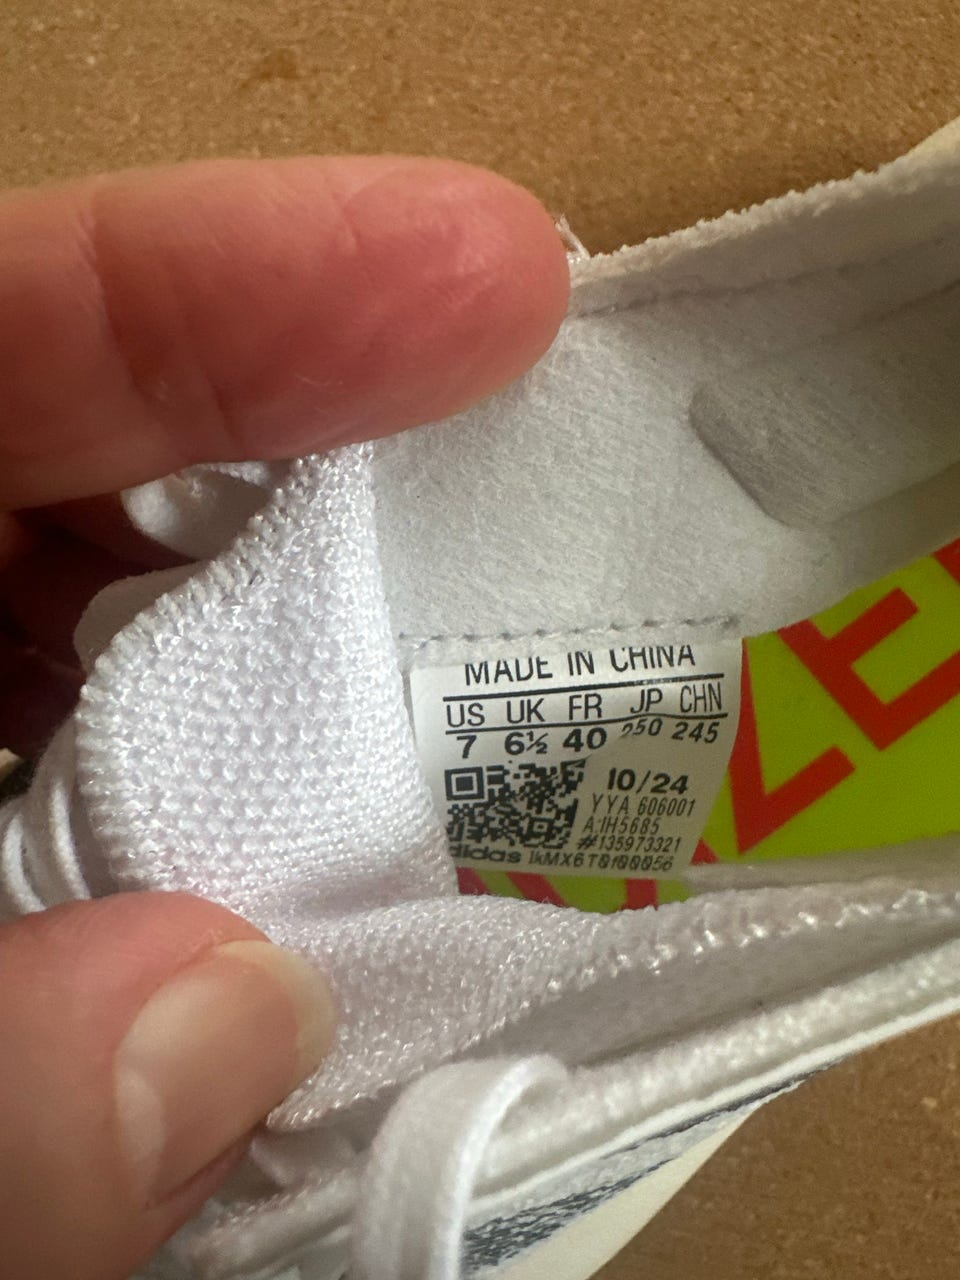 MADE IN CHINA
US UK FR JP CHN
7 6½ 40 250 245
10/24
YYA 606001
A:IH5685
#135973321
adidas